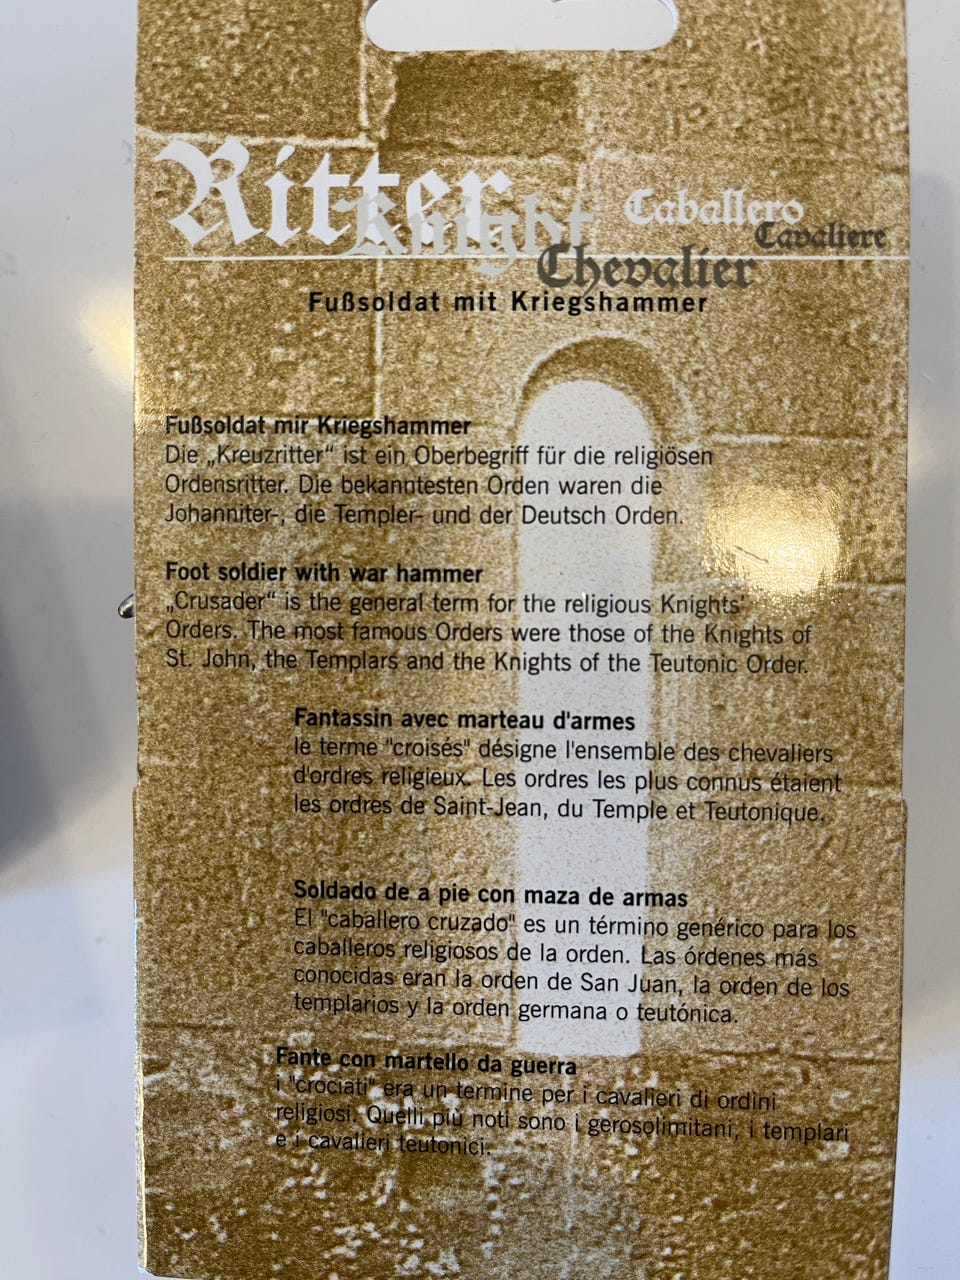 Ritter
Knight
Caballero
Cavaliere
Chevalier
Fußsoldat mit Kriegshammer
Fußsoldat mir Kriegshammer
Die „Kreuzritter“ ist ein Oberbegriff für die religiösen
Ordensritter. Die bekanntesten Orden waren die
Johanniter-, die Templer- und der Deutsch Orden.
Foot soldier with war hammer
„Crusader“ is the general term for the religious Knights'
Orders. The most famous Orders were those of the Knights of
St. John, the Templars and the Knights of the Teutonic Order.
Fantassin avec marteau d'armes
le terme "croisés" désigne l'ensemble des chevaliers
d'ordres religieux. Les ordres les plus connus étaient
les ordres de Saint-Jean, du Temple et Teutonique.
Soldado de a pie con maza de armas
El "caballero cruzado" es un término genérico para los
caballeros religiosos de la orden. Las órdenes más
conocidas eran la orden de San Juan, la orden de los
templarios y la orden germana o teutónica.
Fante con martello da guerra
i "crociati" era un termine per i cavalieri di ordini
religiosi. Quelli più noti sono i gerosolimitani, i templari
e i cavalieri teutonici.